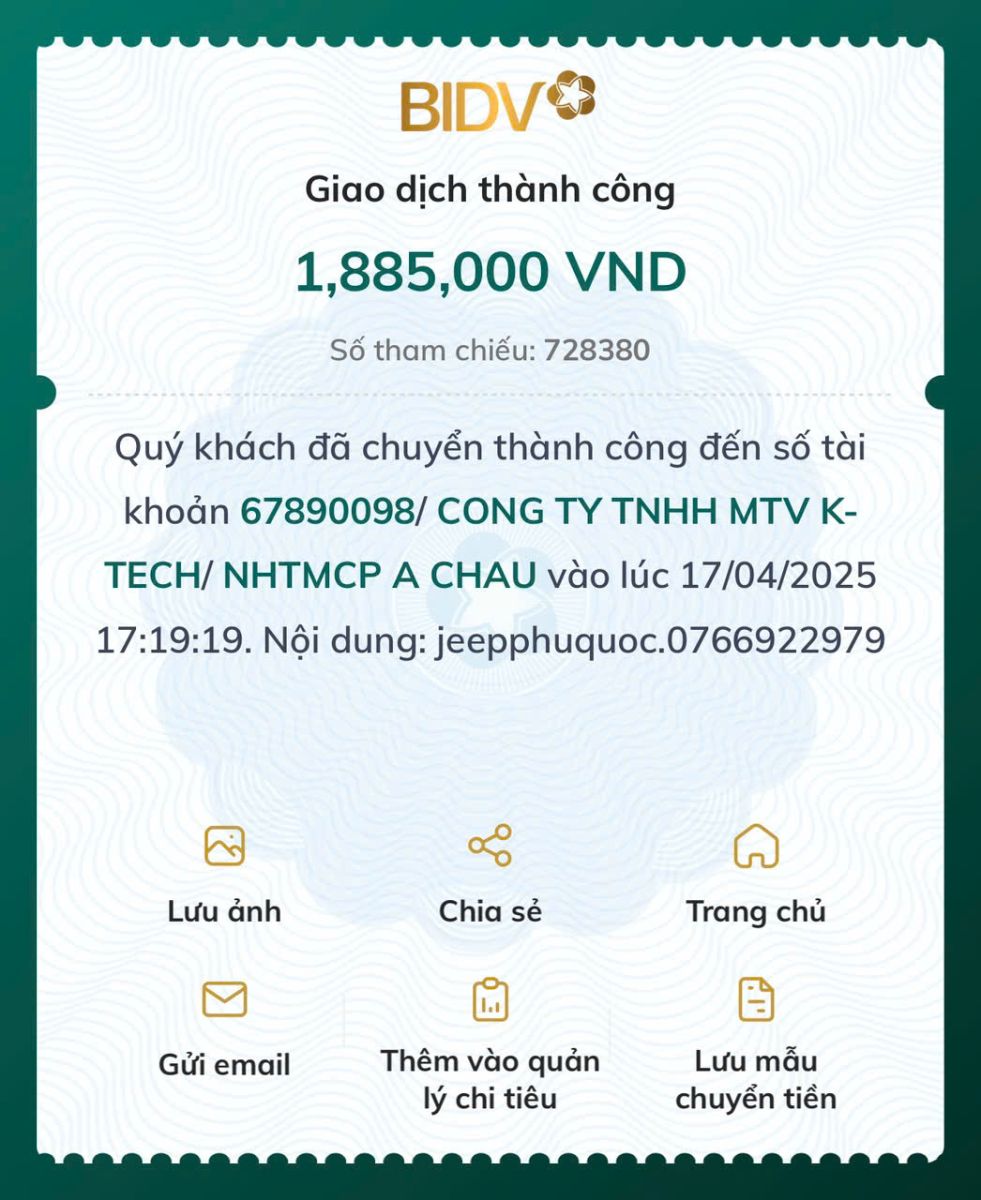 BIDV
Giao dịch thành công
1,885,000 VND
Số tham chiếu: 728380
Quý khách đã chuyển thành công đến số tài
khoản 67890098/ CONG TY TNHH MTV K-
TECH/ NHTMCP A CHAU vào lúc 17/04/2025
17:19:19. Nội dung: jeepphuquoc.0766922979
Lưu ảnh
Chia sẻ
Trang chủ
Gửi email
Thêm vào quản
lý chi tiêu
Lưu mẫu
chuyển tiền